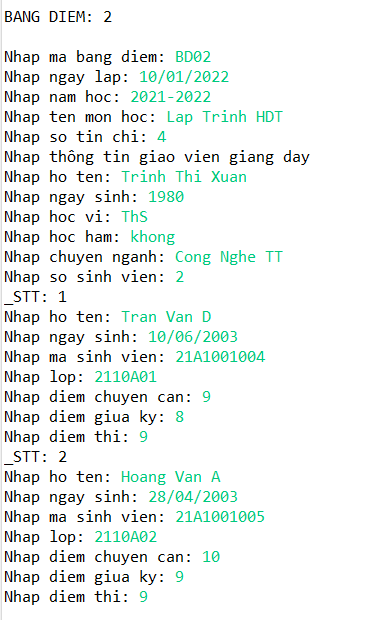 BANG DIEM: 2
Nhap ma bang diem: BD02
Nhap ngay lap: 10/01/2022
Nhap nam hoc: 2021-2022
Nhap ten mon hoc: Lap Trinh HDT
Nhap so tin chi: 4
Nhap thông tin giao vien giang day
Nhap ho ten: Trinh Thi Xuan
Nhap ngay sinh: 1980
Nhap hoc vi: ThS
Nhap hoc ham: khong
Nhap chuyen nganh: Cong Nghe TT
Nhap so sinh vien: 2
_STT: 1
Nhap ho ten: Tran Van D
Nhap ngay sinh: 10/06/2003
Nhap ma sinh vien: 21A1001004
Nhap lop: 2110A01
Nhap diem chuyen can: 9
Nhap diem giua ky: 8
Nhap diem thi: 9
_STT: 2
Nhap ho ten: Hoang Van A
Nhap ngay sinh: 28/04/2003
Nhap ma sinh vien: 21A1001005
Nhap lop: 2110A02
Nhap diem chuyen can: 10
Nhap diem giua ky: 9
Nhap diem thi: 9